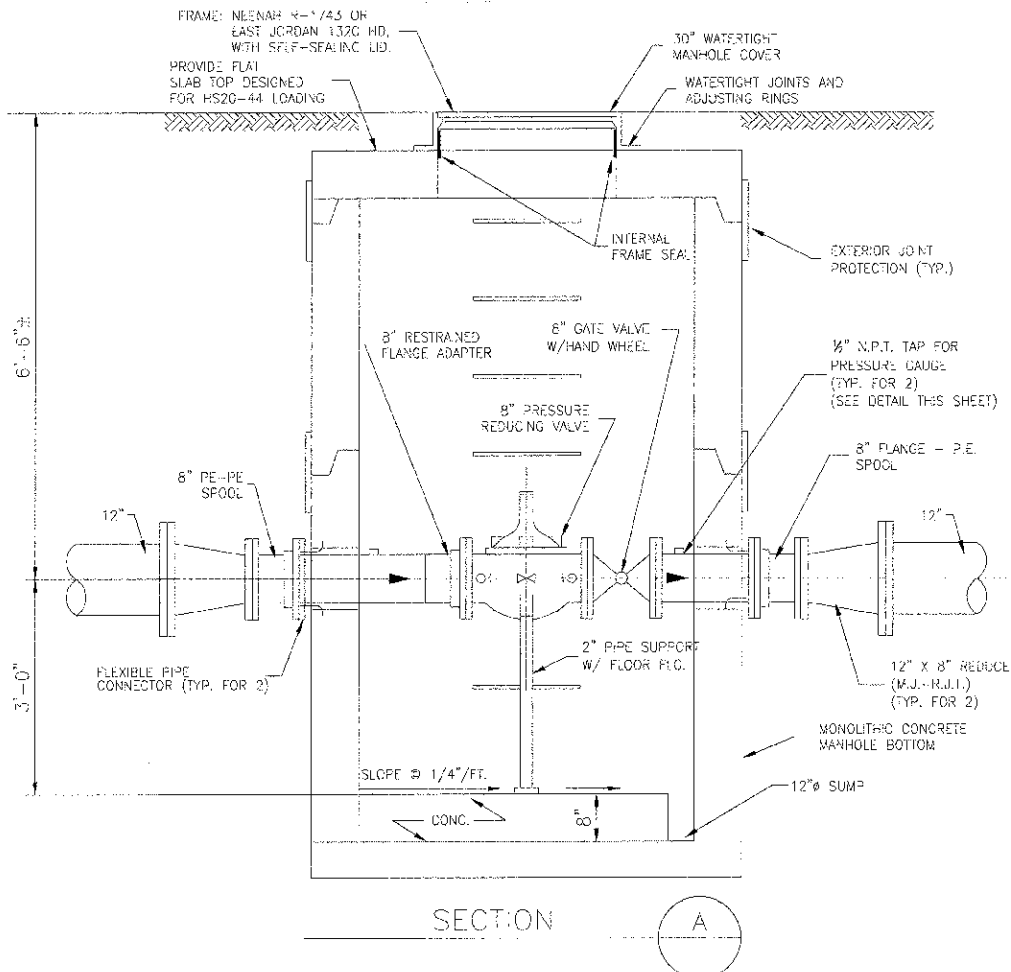 FRAME: NEENAH R-1743 OR
EAST JORDAN 1320 HD,
WITH SELF-SEALING LID.
PROVIDE FLAT
SLAB TOP DESIGNED
FOR HS20-44 LOADING
30" WATERTIGHT
MANHOLE COVER
WATERTIGHT JOINTS AND
ADJUSTING RINGS
INTERNAL
FRAME SEAL
EXTERIOR JOINT
PROTECTION (TYP.)
6'-6"±
8" RESTRAINED
FLANGE ADAPTER
8" GATE VALVE
W/HAND WHEEL
½" N.P.T. TAP FOR
PRESSURE GAUGE
(TYP. FOR 2)
(SEE DETAIL THIS SHEET)
8" PRESSURE
REDUCING VALVE
8" PE-PE
SPOOL
8" FLANGE - P.E.
SPOOL
12"
12"
FLEXIBLE PIPE
CONNECTOR (TYP. FOR 2)
3'-0"
2" PIPE SUPPORT
W/ FLOOR FLG.
12" X 8" REDUCE
(M.J.-R.J.T.)
(TYP. FOR 2)
MONOLITHIC CONCRETE
MANHOLE BOTTOM
SLOPE @ 1/4"/FT.
12"ø SUMP
CONC.
8"
SECTION
A